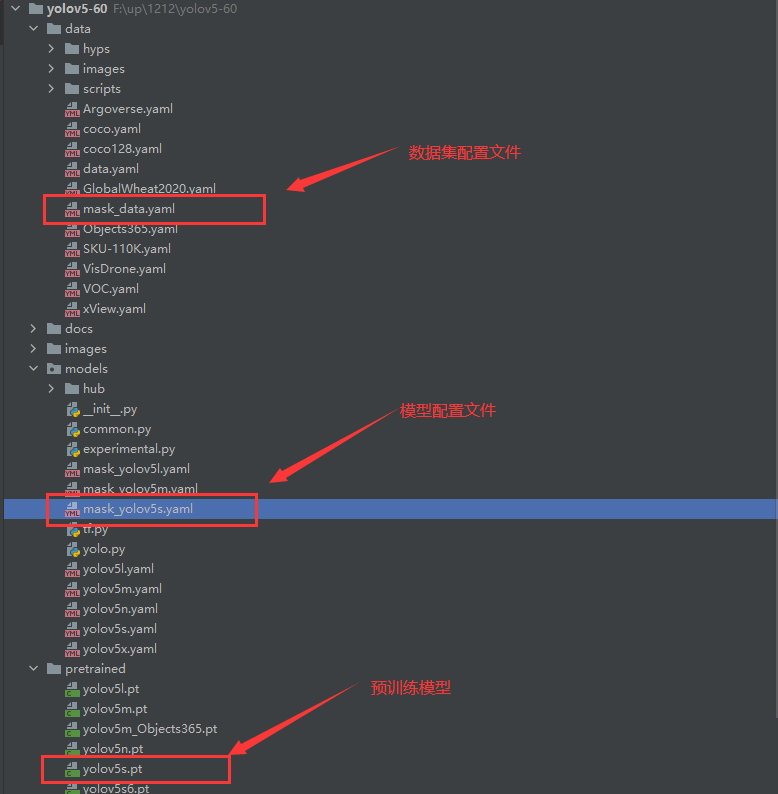 yolov5-60 F:\up\1212\yolov5-60
data
hyps
images
scripts
Argoverse.yaml
coco.yaml
coco128.yaml
数据集配置文件
data.yaml
GlobalWheat2020.yaml
mask_data.yaml
Objects365.yaml
SKU-110K.yaml
VisDrone.yaml
VOC.yaml
xView.yaml
docs
images
models
hub
__init__.py
模型配置文件
common.py
experimental.py
mask_yolov5l.yaml
mask_yolov5m.yaml
mask_yolov5s.yaml
tf.py
yolo.py
yolov5l.yaml
yolov5m.yaml
yolov5n.yaml
yolov5s.yaml
yolov5x.yaml
pretrained
yolov5l.pt
预训练模型
yolov5m.pt
yolov5m_Objects365.pt
yolov5n.pt
yolov5s.pt
yolov5s6.pt